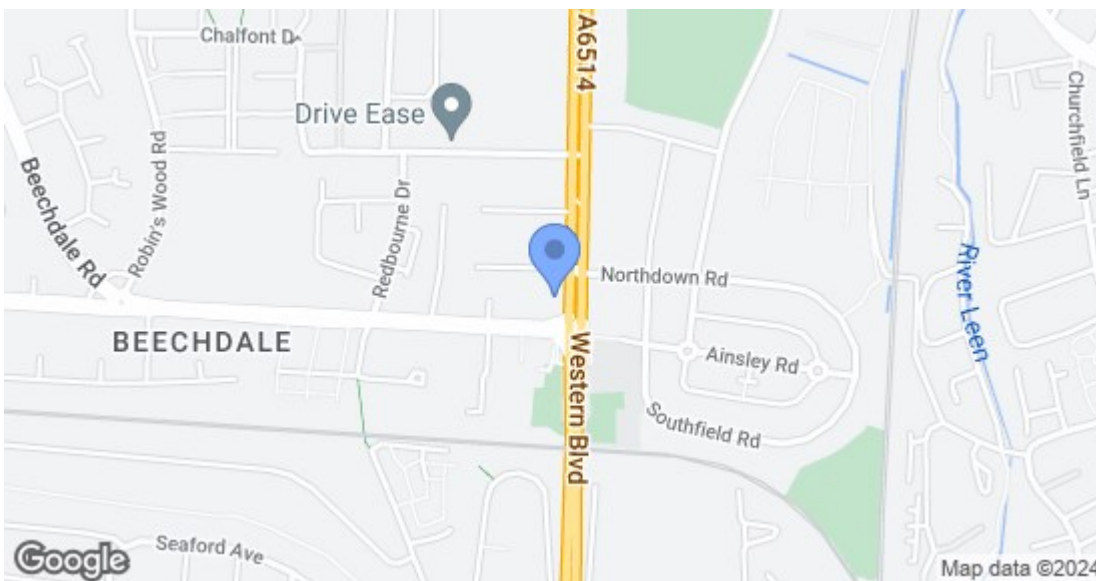 Chalfont D
A6514
Drive Ease
Churchfield Ln
Beechdale Rd
Robin's Wood Rd
Redbourne Dr
Northdown Rd
River Leen
BEECHDALE
Western Blvd
Ainsley Rd
Southfield Rd
Seaford Ave
Google
Map data ©2024